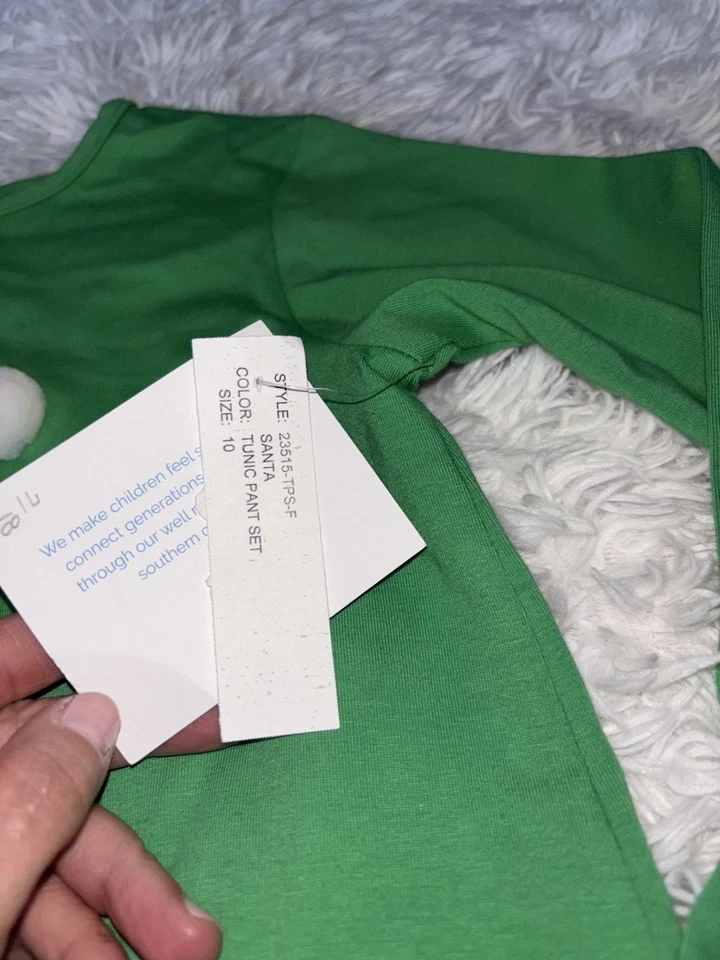 STYLE: 23515-TPS-F
SANTA
COLOR: TUNIC PANT SET
SIZE: 10
We make children feel
connect generations
through our well
southern